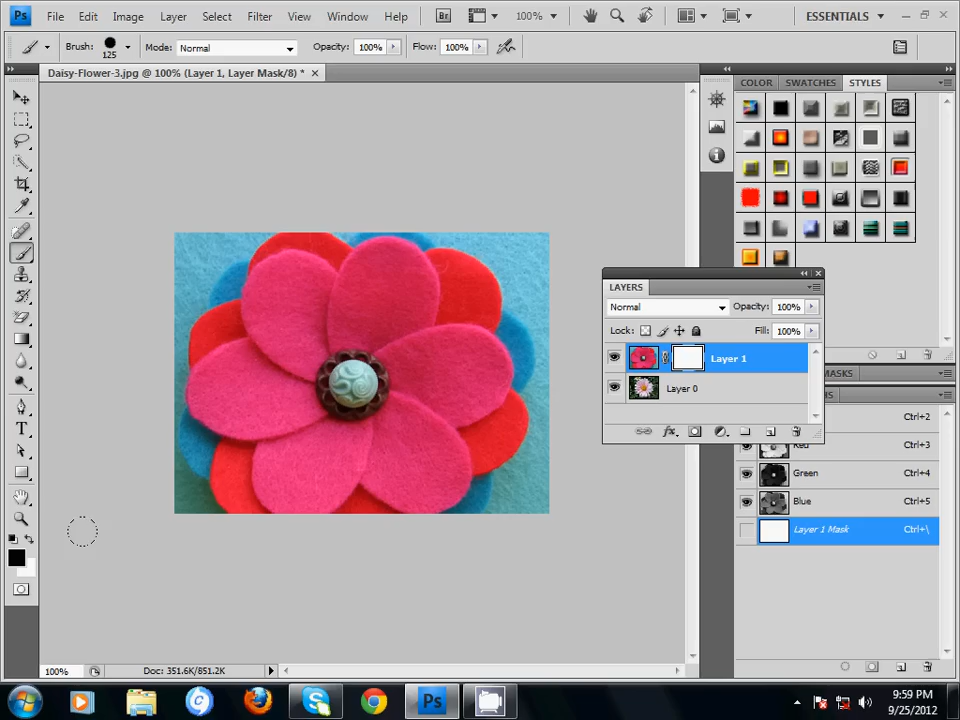 Ps File Edit Image Layer Select Filter View Window Help Br 100% ESSENTIALS
Brush: 125 Mode: Normal Opacity: 100% Flow: 100%
Daisy-Flower-3.jpg @ 100% (Layer 1, Layer Mask/8) *
COLOR SWATCHES STYLES
LAYERS
Normal Opacity: 100%
Lock: Fill: 100%
Layer 1
Layer 0
MASKS
Ctrl+2
Red Ctrl+3
Green Ctrl+4
Blue Ctrl+5
Layer 1 Mask Ctrl+\
T
fx
100% Doc: 351.6K/851.2K
Ps
9:59 PM
9/25/2012